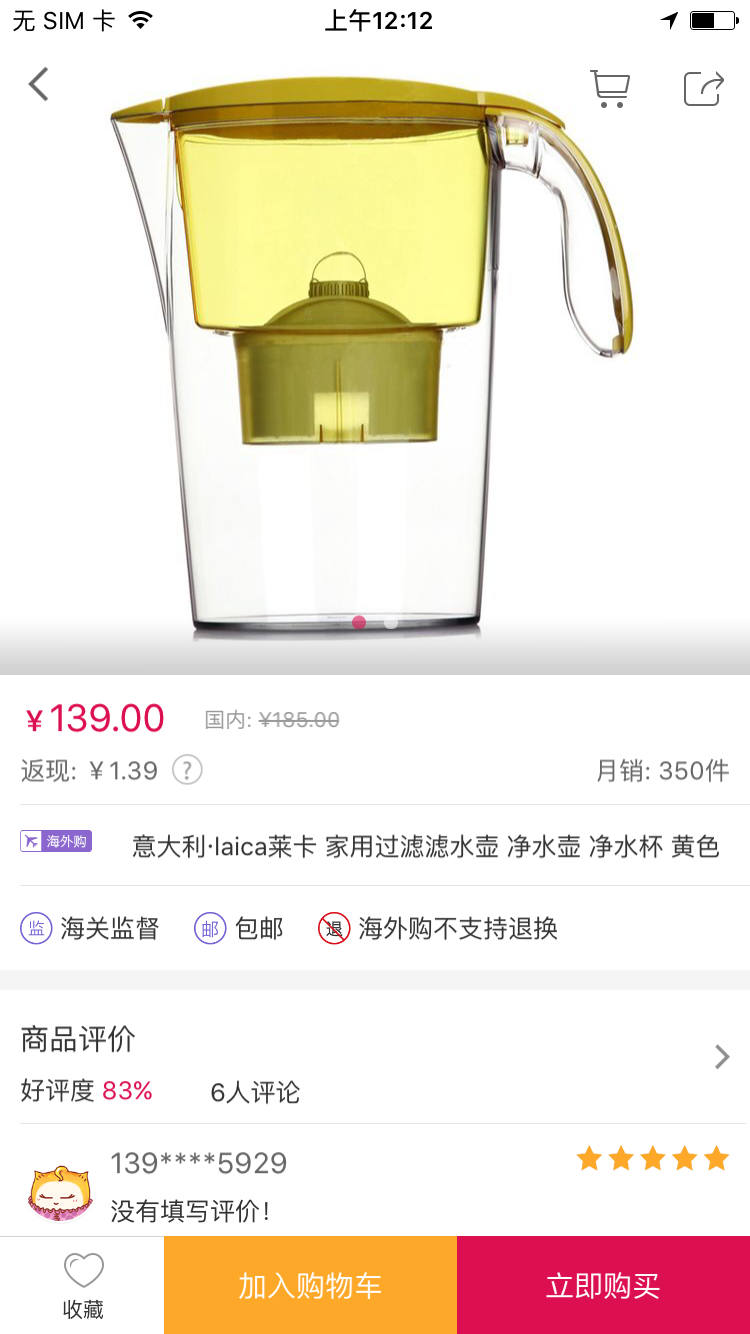 无 SIM 卡 上午12:12
¥139.00 国内: ¥185.00
返现: ¥1.39 ? 月销: 350件
海外购 意大利·laica莱卡 家用过滤滤水壶 净水壶 净水杯 黄色
监 海关监督 邮 包邮 退 海外购不支持退换
商品评价
好评度 83% 6人评论
139****5929
没有填写评价!
收藏 加入购物车 立即购买